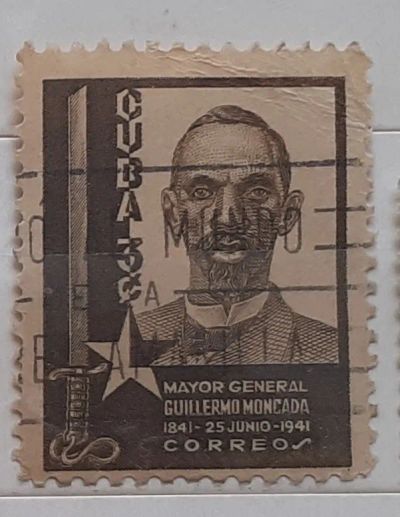 CUBA 3C
MAYOR GENERAL
GUILLERMO MONCADA
1841 - 25 JUNIO - 1941
CORREOS